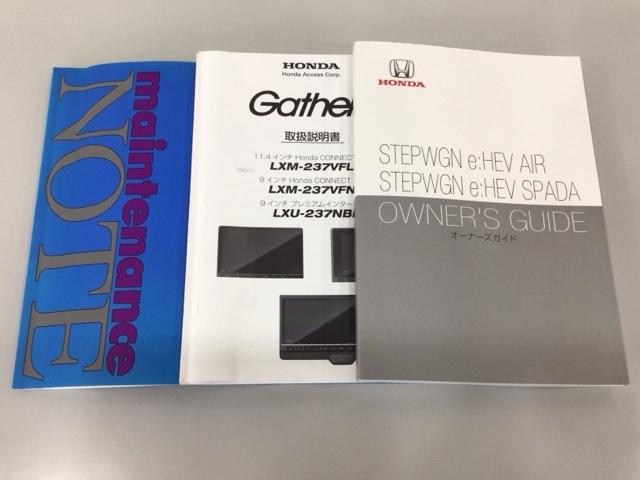 maintenance
NOTE
HONDA
Honda Access Corp.
Gathe
取扱説明書
11.4インチ Honda CONNECT
LXM-237VFL
9インチ Honda CONNECT
LXM-237VFN
9インチ プレミアムインター
LXU-237NB
HONDA
STEPWGN e:HEV AIR
STEPWGN e:HEV SPADA
OWNER'S GUIDE
オーナーズガイド